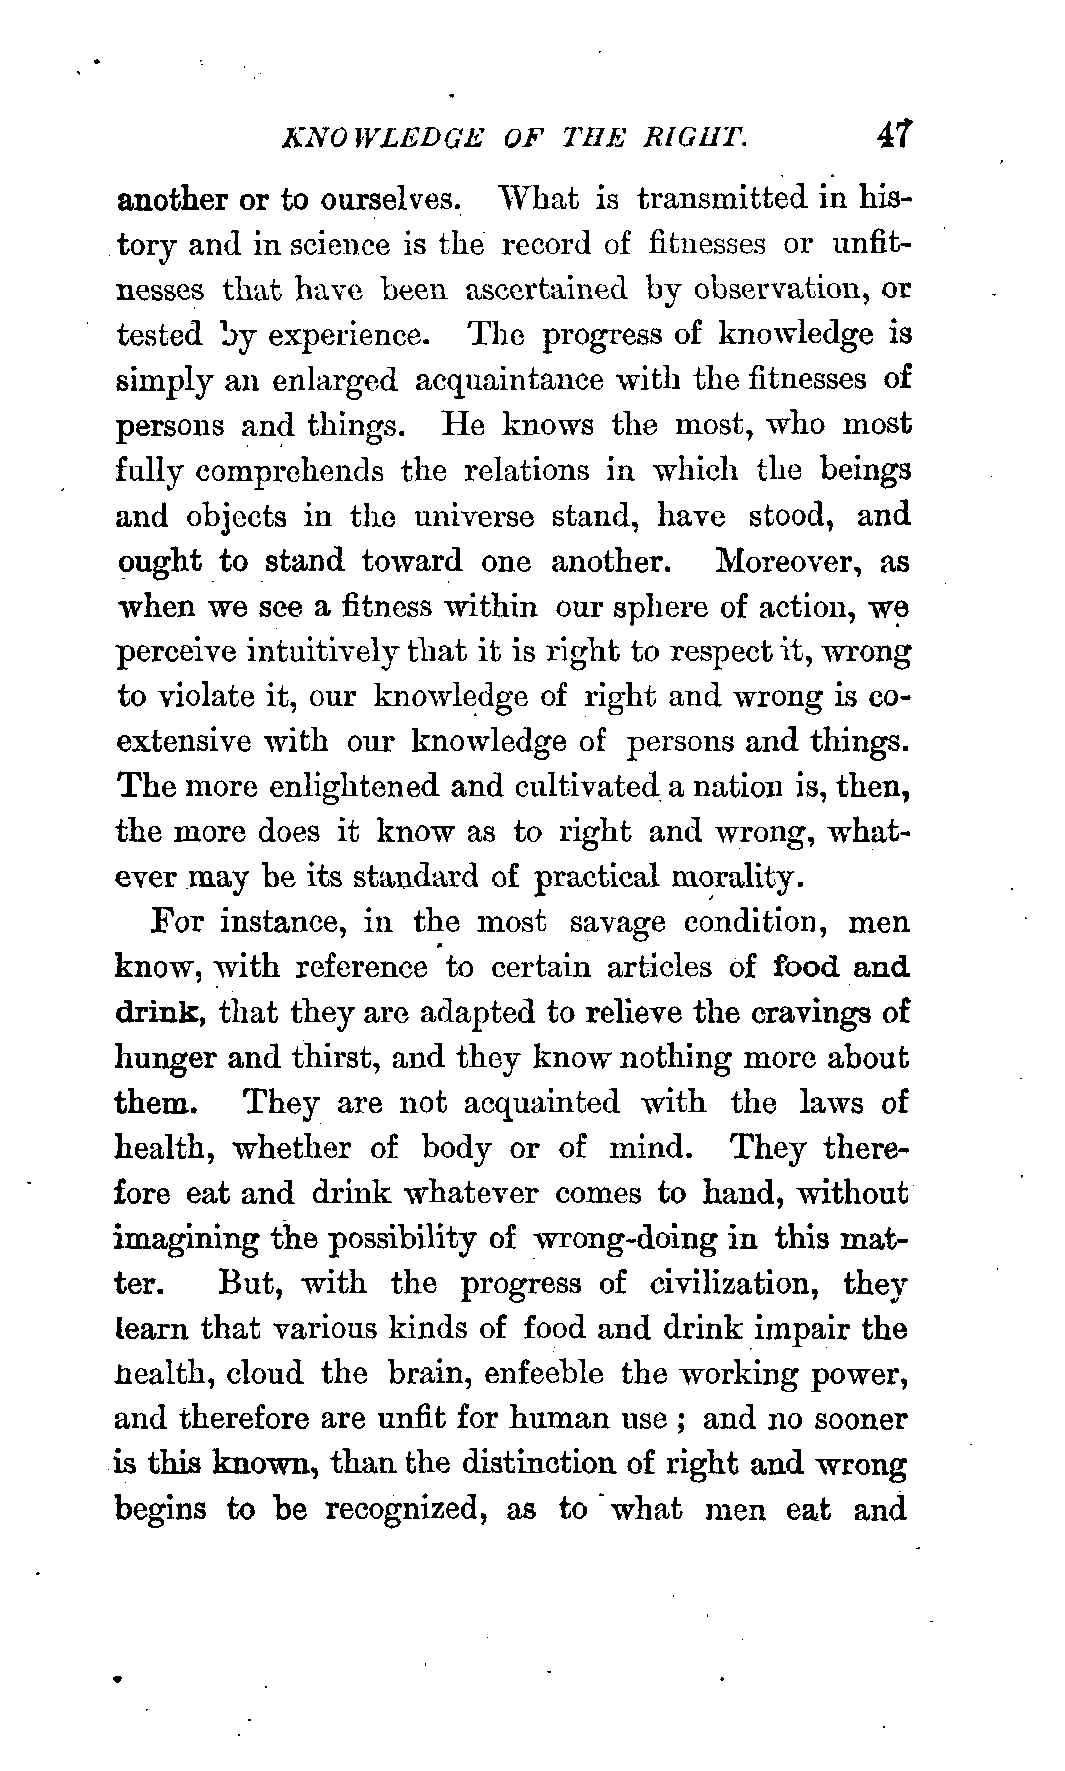 KNOWLEDGE OF THE RIGHT. 47
another or to ourselves. What is transmitted in his-
tory and in science is the record of fitnesses or unfit-
nesses that have been ascertained by observation, or
tested by experience. The progress of knowledge is
simply an enlarged acquaintance with the fitnesses of
persons and things. He knows the most, who most
fully comprehends the relations in which the beings
and objects in the universe stand, have stood, and
ought to stand toward one another. Moreover, as
when we see a fitness within our sphere of action, we
perceive intuitively that it is right to respect it, wrong
to violate it, our knowledge of right and wrong is co-
extensive with our knowledge of persons and things.
The more enlightened and cultivated a nation is, then,
the more does it know as to right and wrong, what-
ever may be its standard of practical morality.
For instance, in the most savage condition, men
know, with reference to certain articles of food and
drink, that they are adapted to relieve the cravings of
hunger and thirst, and they know nothing more about
them. They are not acquainted with the laws of
health, whether of body or of mind. They there-
fore eat and drink whatever comes to hand, without
imagining the possibility of wrong-doing in this mat-
ter. But, with the progress of civilization, they
learn that various kinds of food and drink impair the
health, cloud the brain, enfeeble the working power,
and therefore are unfit for human use ; and no sooner
is this known, than the distinction of right and wrong
begins to be recognized, as to what men eat and